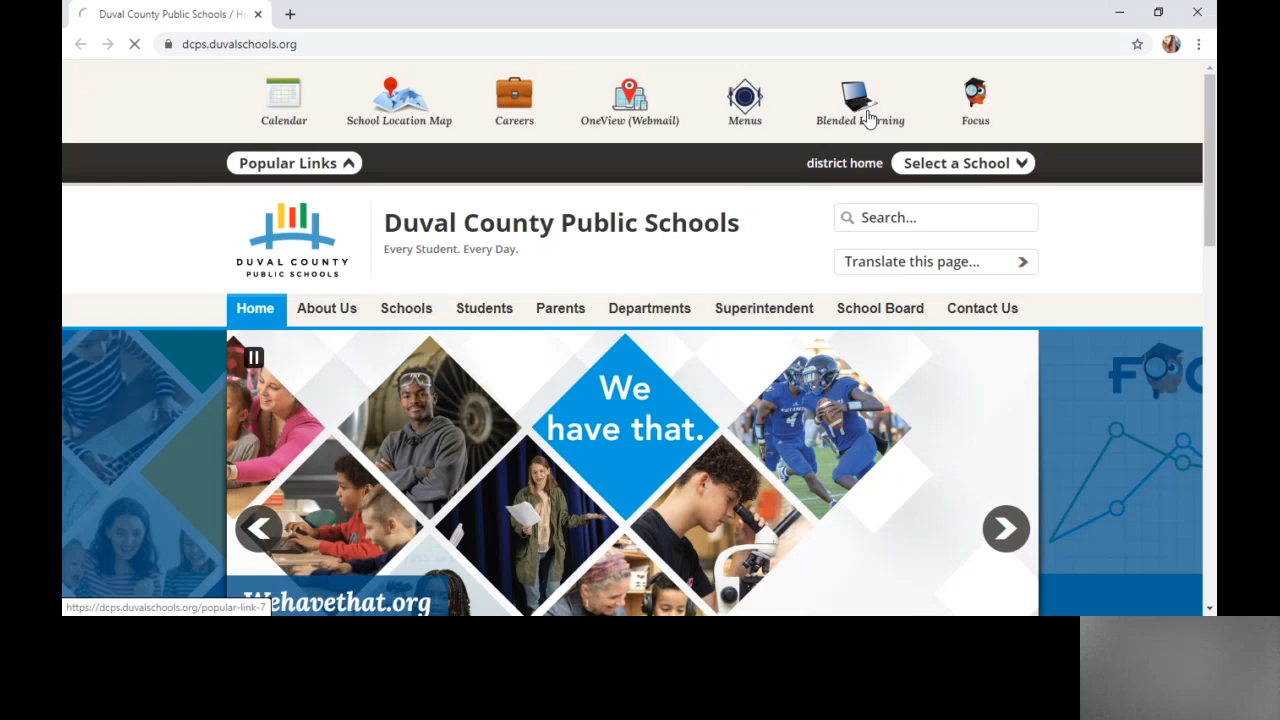 Duval County Public Schools / Ho
dcps.duvalschools.org
Calendar
School Location Map
Careers
OneView (Webmail)
Menus
Blended Learning
Focus
Popular Links
district home
Select a School
DUVAL COUNTY
PUBLIC SCHOOLS
Duval County Public Schools
Every Student. Every Day.
Search...
Translate this page...
Home
About Us
Schools
Students
Parents
Departments
Superintendent
School Board
Contact Us
We
have that.
Wehavethat.org
https://dcps.duvalschools.org/popular-link-7